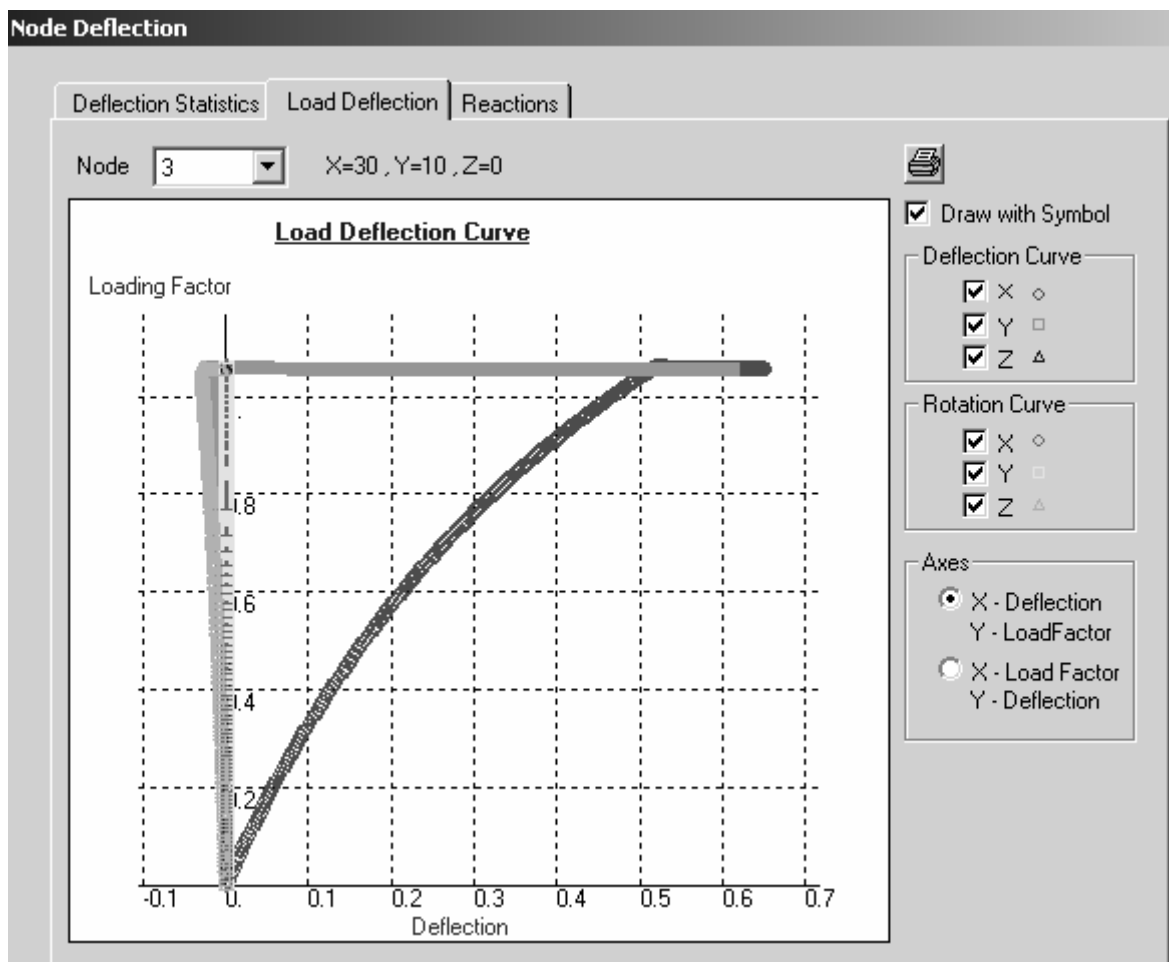 Node Deflection
Deflection Statistics
Load Deflection
Reactions
Node
3
X=30 , Y=10 , Z=0
Draw with Symbol
Load Deflection Curve
Loading Factor
Deflection Curve
X
Y
Z
Rotation Curve
X
Y
Z
Axes
X - Deflection
Y - LoadFactor
X - Load Factor
Y - Deflection
.8
.6
.4
.2
-0.1
0.
0.1
0.2
0.3
0.4
0.5
0.6
0.7
Deflection